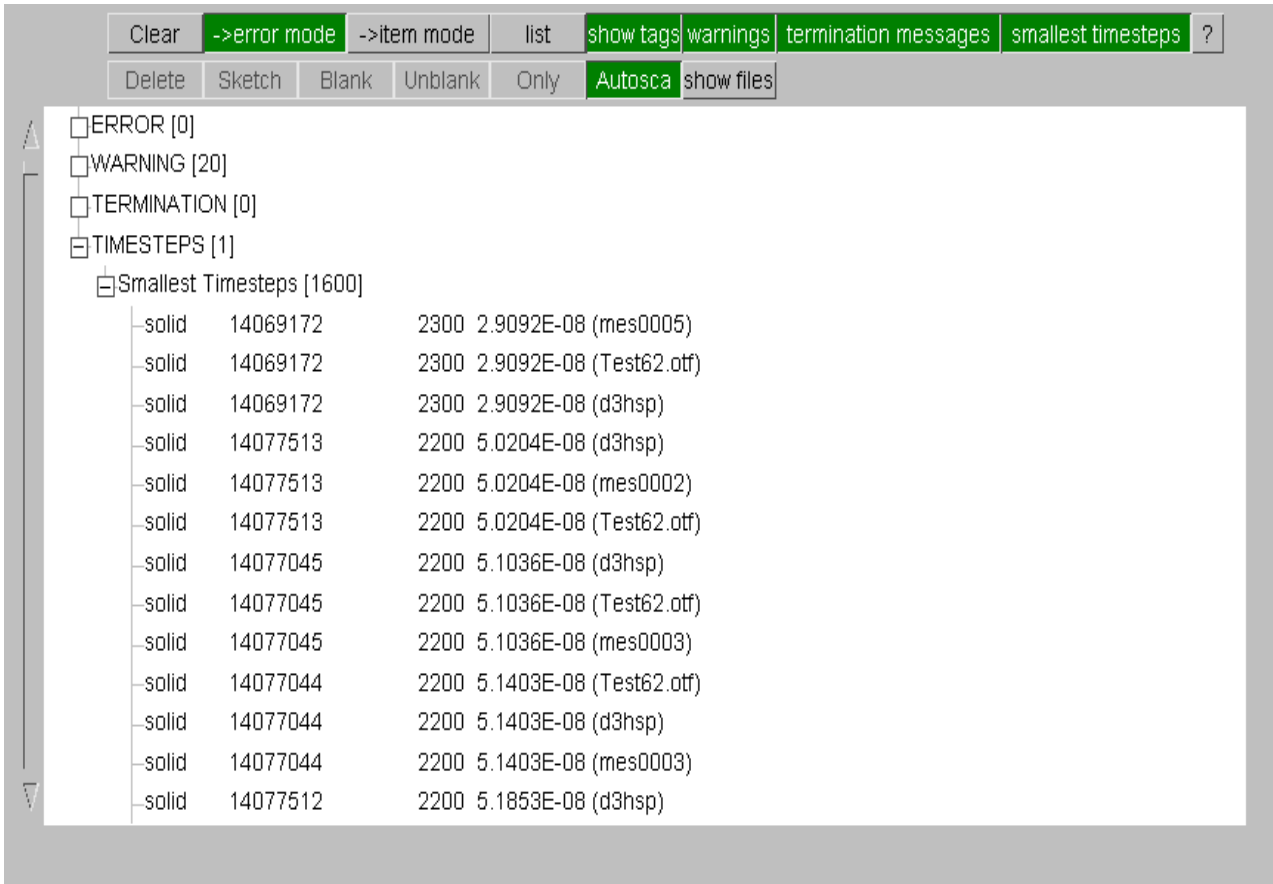 Clear ->error mode ->item mode list show tags warnings termination messages smallest timesteps ?
Delete Sketch Blank Unblank Only Autosca show files
ERROR [0]
WARNING [20]
TERMINATION [0]
TIMESTEPS [1]
Smallest Timesteps [1600]
solid 14069172 2300 2.9092E-08 (mes0005)
solid 14069172 2300 2.9092E-08 (Test62.otf)
solid 14069172 2300 2.9092E-08 (d3hsp)
solid 14077513 2200 5.0204E-08 (d3hsp)
solid 14077513 2200 5.0204E-08 (mes0002)
solid 14077513 2200 5.0204E-08 (Test62.otf)
solid 14077045 2200 5.1036E-08 (d3hsp)
solid 14077045 2200 5.1036E-08 (Test62.otf)
solid 14077045 2200 5.1036E-08 (mes0003)
solid 14077044 2200 5.1403E-08 (Test62.otf)
solid 14077044 2200 5.1403E-08 (d3hsp)
solid 14077044 2200 5.1403E-08 (mes0003)
solid 14077512 2200 5.1853E-08 (d3hsp)